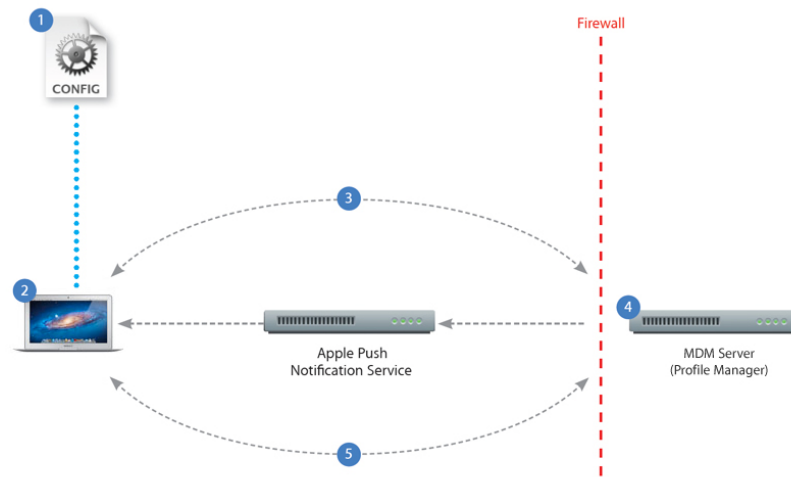 1
Firewall
CONFIG
3
2
4
Apple Push
Notification Service
MDM Server
(Profile Manager)
5